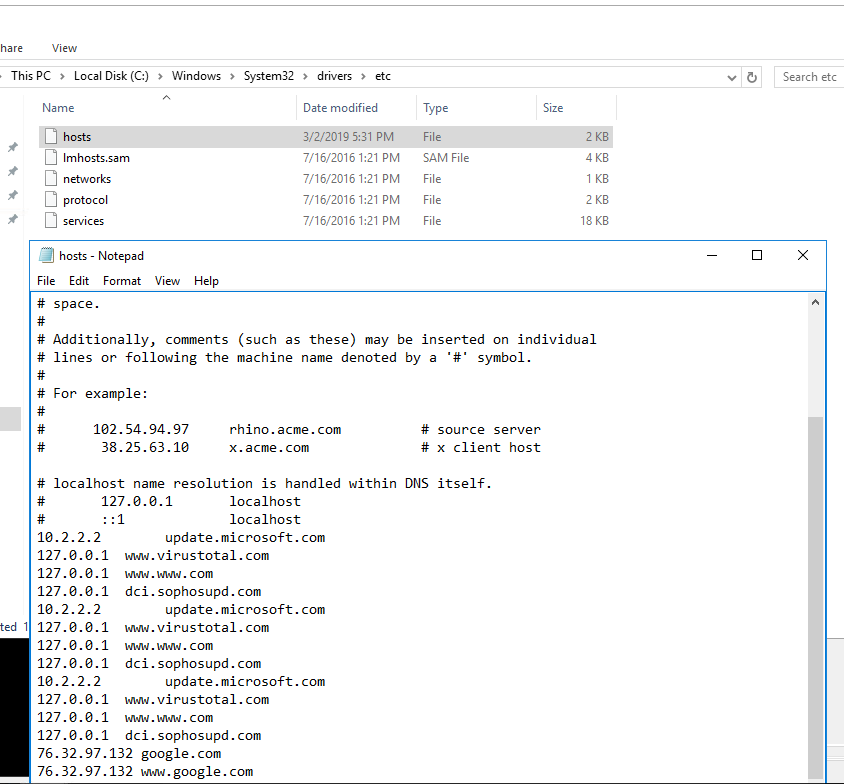 hare View
This PC > Local Disk (C:) > Windows > System32 > drivers > etc
Search etc
Name Date modified Type Size
hosts 3/2/2019 5:31 PM File 2 KB
lmhosts.sam 7/16/2016 1:21 PM SAM File 4 KB
networks 7/16/2016 1:21 PM File 1 KB
protocol 7/16/2016 1:21 PM File 2 KB
services 7/16/2016 1:21 PM File 18 KB
hosts - Notepad
File Edit Format View Help
# space.
#
# Additionally, comments (such as these) may be inserted on individual
# lines or following the machine name denoted by a '#' symbol.
#
# For example:
#
#      102.54.94.97     rhino.acme.com          # source server
#       38.25.63.10     x.acme.com              # x client host
# localhost name resolution is handled within DNS itself.
#       127.0.0.1       localhost
#       ::1             localhost
10.2.2.2        update.microsoft.com
127.0.0.1  www.virustotal.com
127.0.0.1  www.www.com
127.0.0.1  dci.sophosupd.com
10.2.2.2        update.microsoft.com
127.0.0.1  www.virustotal.com
127.0.0.1  www.www.com
127.0.0.1  dci.sophosupd.com
10.2.2.2        update.microsoft.com
127.0.0.1  www.virustotal.com
127.0.0.1  www.www.com
127.0.0.1  dci.sophosupd.com
76.32.97.132 google.com
76.32.97.132 www.google.com
ted 1